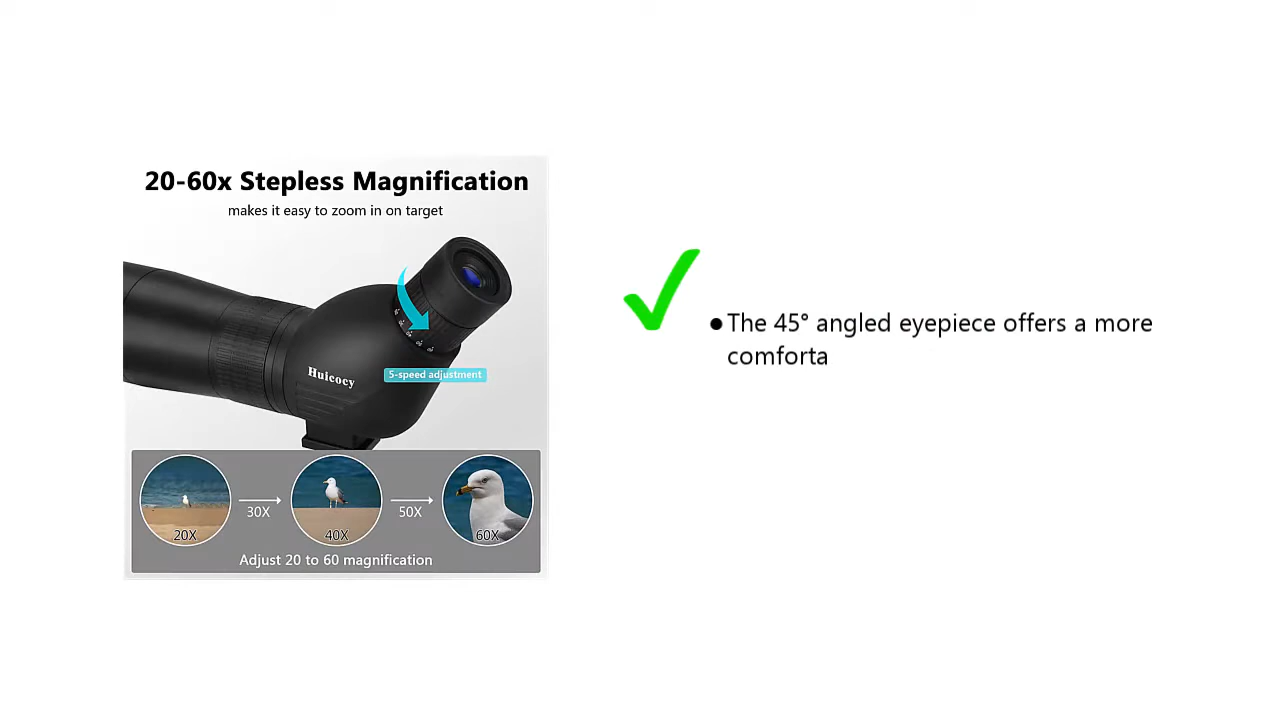 20-60x Stepless Magnification
makes it easy to zoom in on target
Huicocy
5-speed adjustment
20X
30X
40X
50X
60X
Adjust 20 to 60 magnification
●The 45° angled eyepiece offers a more
comforta